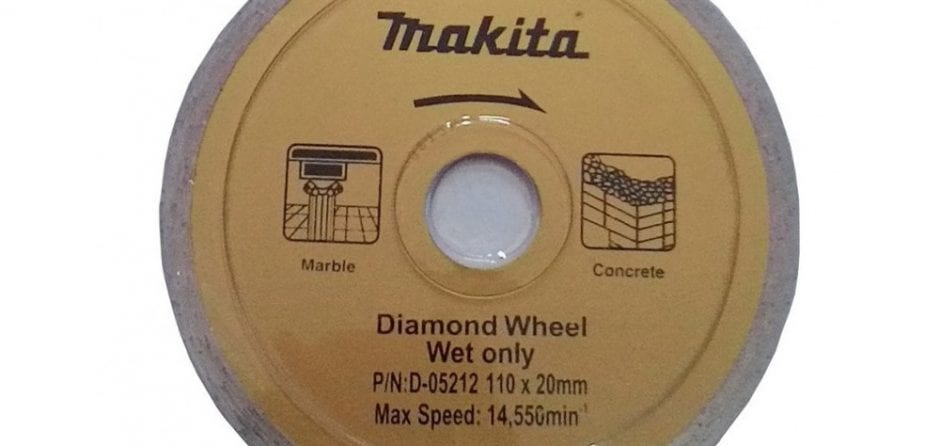 Makita
Marble
Concrete
Diamond Wheel
Wet only
P/N:D-05212 110 x 20mm
Max Speed: 14,550min⁻¹